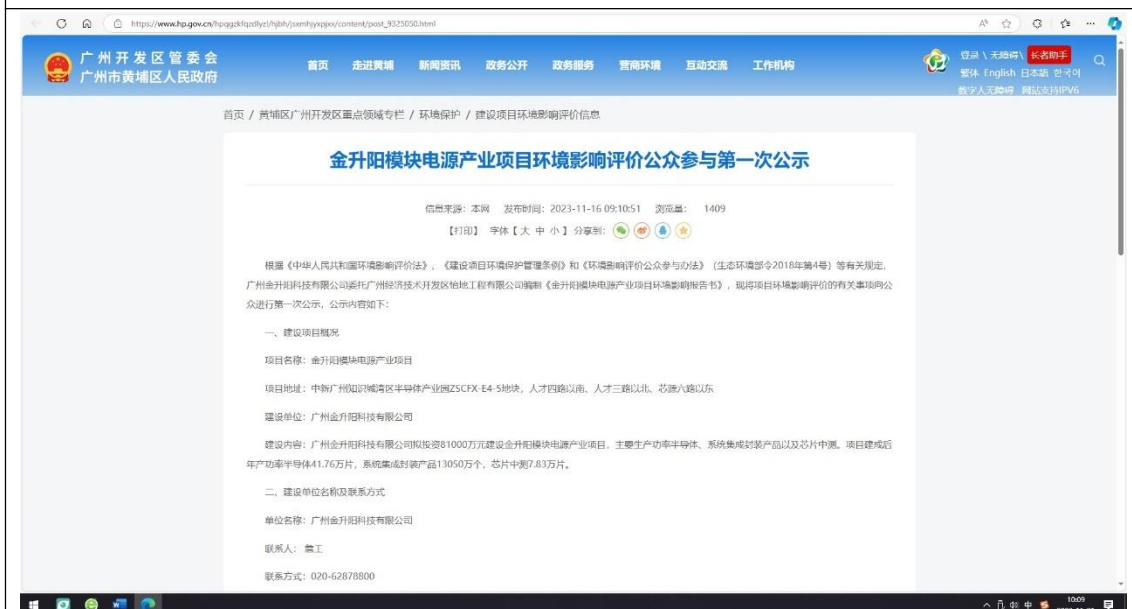 https://www.hp.gov.cn/hpqgzkfqzdlyzl/hjbh/jsxmhjyxpjxx/content/post_9325050.html
广州开发区管委会
广州市黄埔区人民政府
首页 走进黄埔 新闻资讯 政务公开 政务服务 营商环境 互动交流 工作机构
登录 \ 无障碍 \ 长者助手
繁体 English 日本語 한국어
数字人无障碍 网站支持IPV6
首页 / 黄埔区广州开发区重点领域专栏 / 环境保护 / 建设项目环境影响评价信息
金升阳模块电源产业项目环境影响评价公众参与第一次公示
信息来源：本网 发布时间：2023-11-16 09:10:51 浏览量： 1409
【打印】 字体【 大 中 小 】 分享到：
根据《中华人民共和国环境影响评价法》、《建设项目环境保护管理条例》和《环境影响评价公众参与办法》（生态环境部令2018年第4号）等有关规定，
广州金升阳科技有限公司委托广州经济技术开发区怡地工程有限公司编制《金升阳模块电源产业项目环境影响报告书》，现将项目环境影响评价的有关事项向公
众进行第一次公示，公示内容如下：
一、建设项目概况
项目名称：金升阳模块电源产业项目
项目地址：中新广州知识城湾区半导体产业园ZSCFX-E4-5地块，人才四路以南、人才三路以北、芯源六路以东
建设单位：广州金升阳科技有限公司
建设内容：广州金升阳科技有限公司拟投资81000万元建设金升阳模块电源产业项目，主要生产功率半导体、系统集成封装产品以及芯片中测。项目建成后
年产功率半导体41.76万片，系统集成封装产品13050万个，芯片中测7.83万片。
二、建设单位名称及联系方式
单位名称：广州金升阳科技有限公司
联系人： 詹工
联系方式：020-62878800
10:09